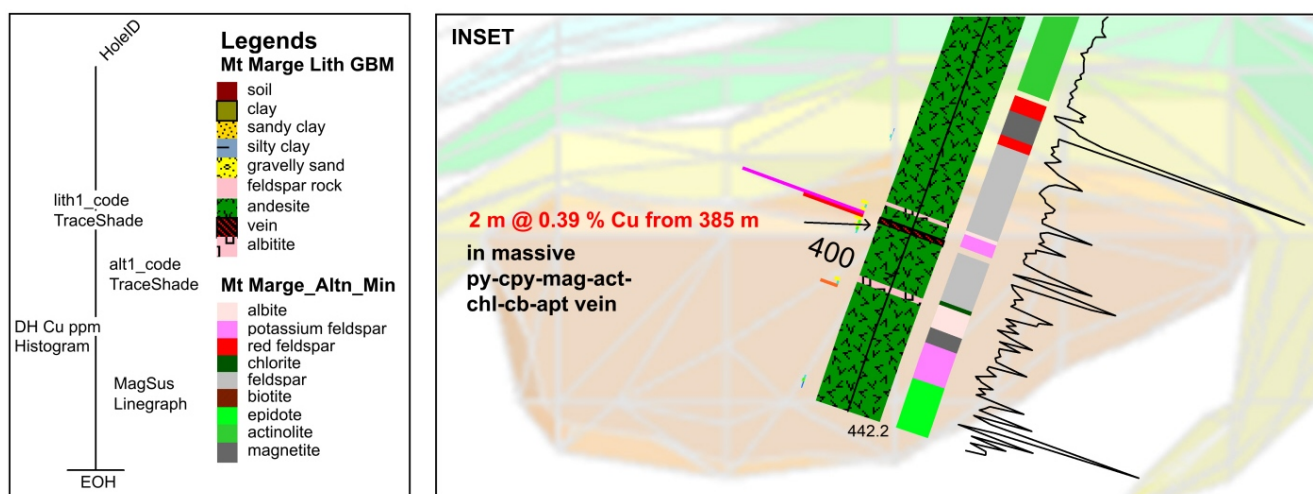 HoleID
lith1_code
TraceShade
alt1_code
TraceShade
DH Cu ppm
Histogram
MagSus
Linegraph
EOH
Legends
Mt Marge Lith GBM
soil
clay
sandy clay
silty clay
gravelly sand
feldspar rock
andesite
vein
albitite
Mt Marge_Altn_Min
albite
potassium feldspar
red feldspar
chlorite
feldspar
biotite
epidote
actinolite
magnetite
INSET
2 m @ 0.39 % Cu from 385 m
in massive
py-cpy-mag-act-
chl-cb-apt vein
400
442.2